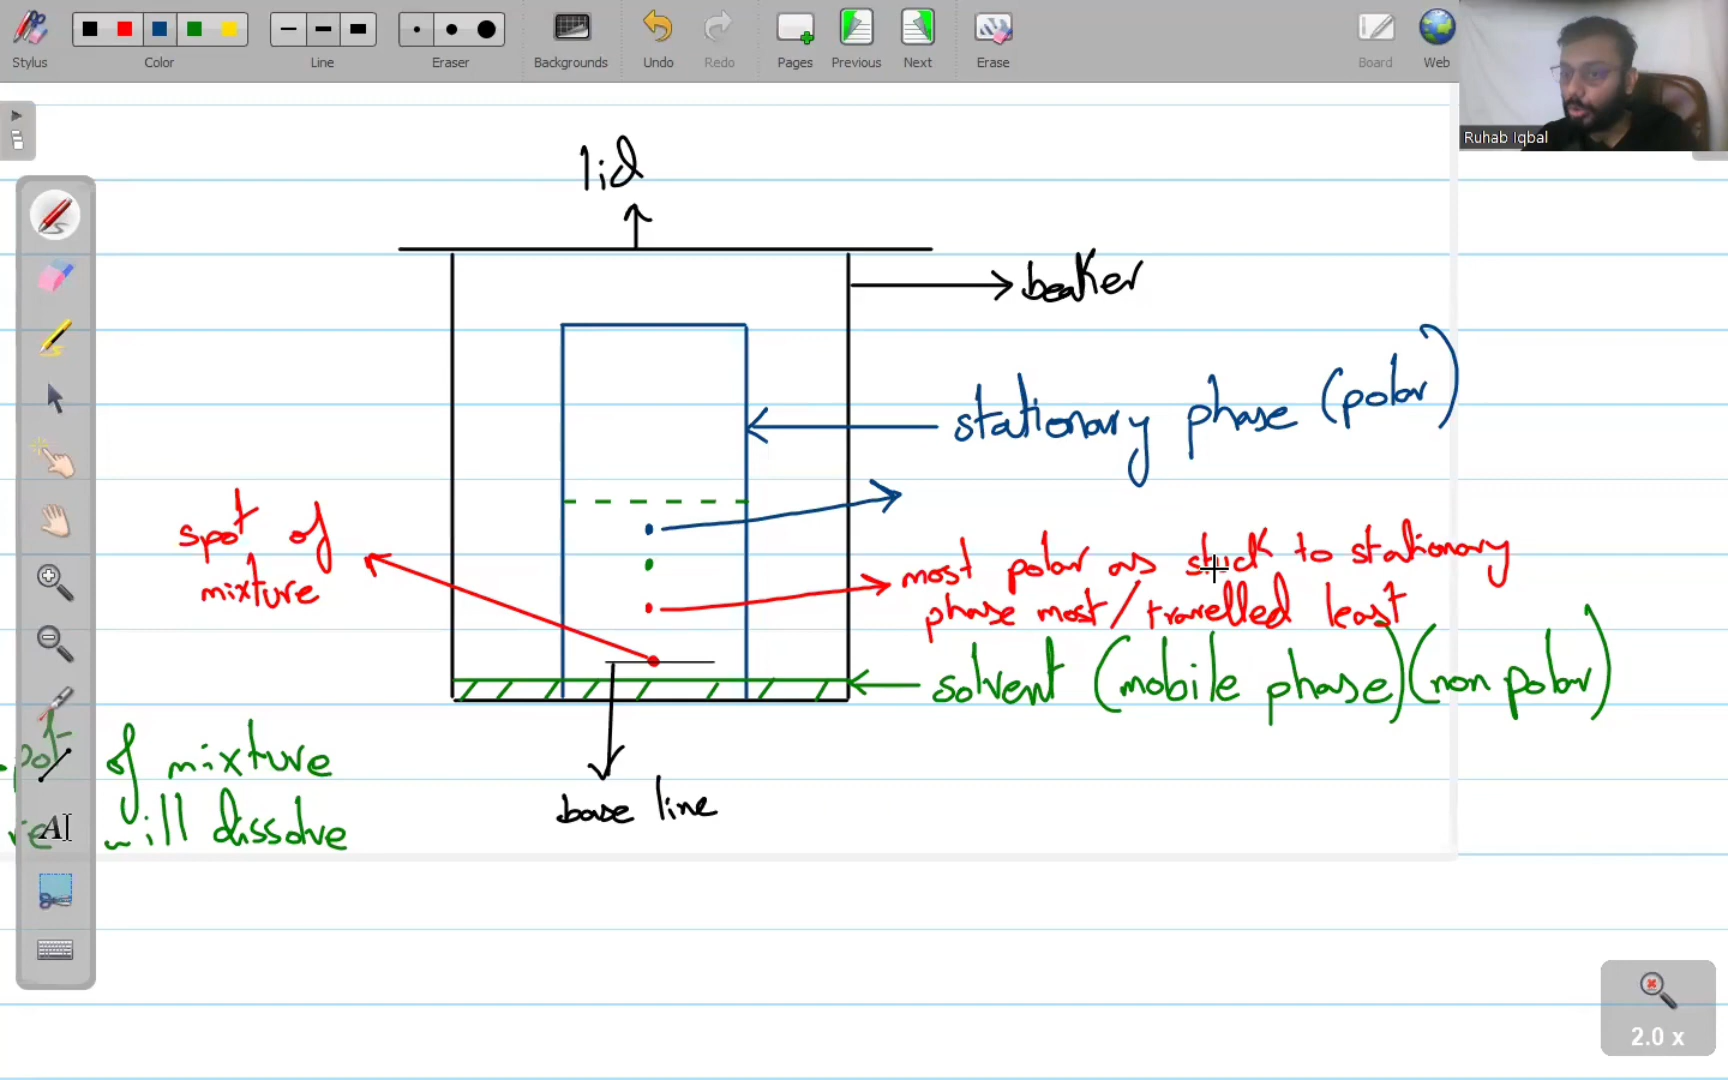 Stylus
Color
Line
Eraser
Backgrounds
Undo
Redo
Pages
Previous
Next
Erase
Board
Web
Ruhab Iqbal
lid
beaker
stationary phase (polar)
spot of
mixture
most polar as stuck to stationary
phase most/travelled least
solvent (mobile phase)(non polar)
of mixture
will dissolve
base line
2.0 x